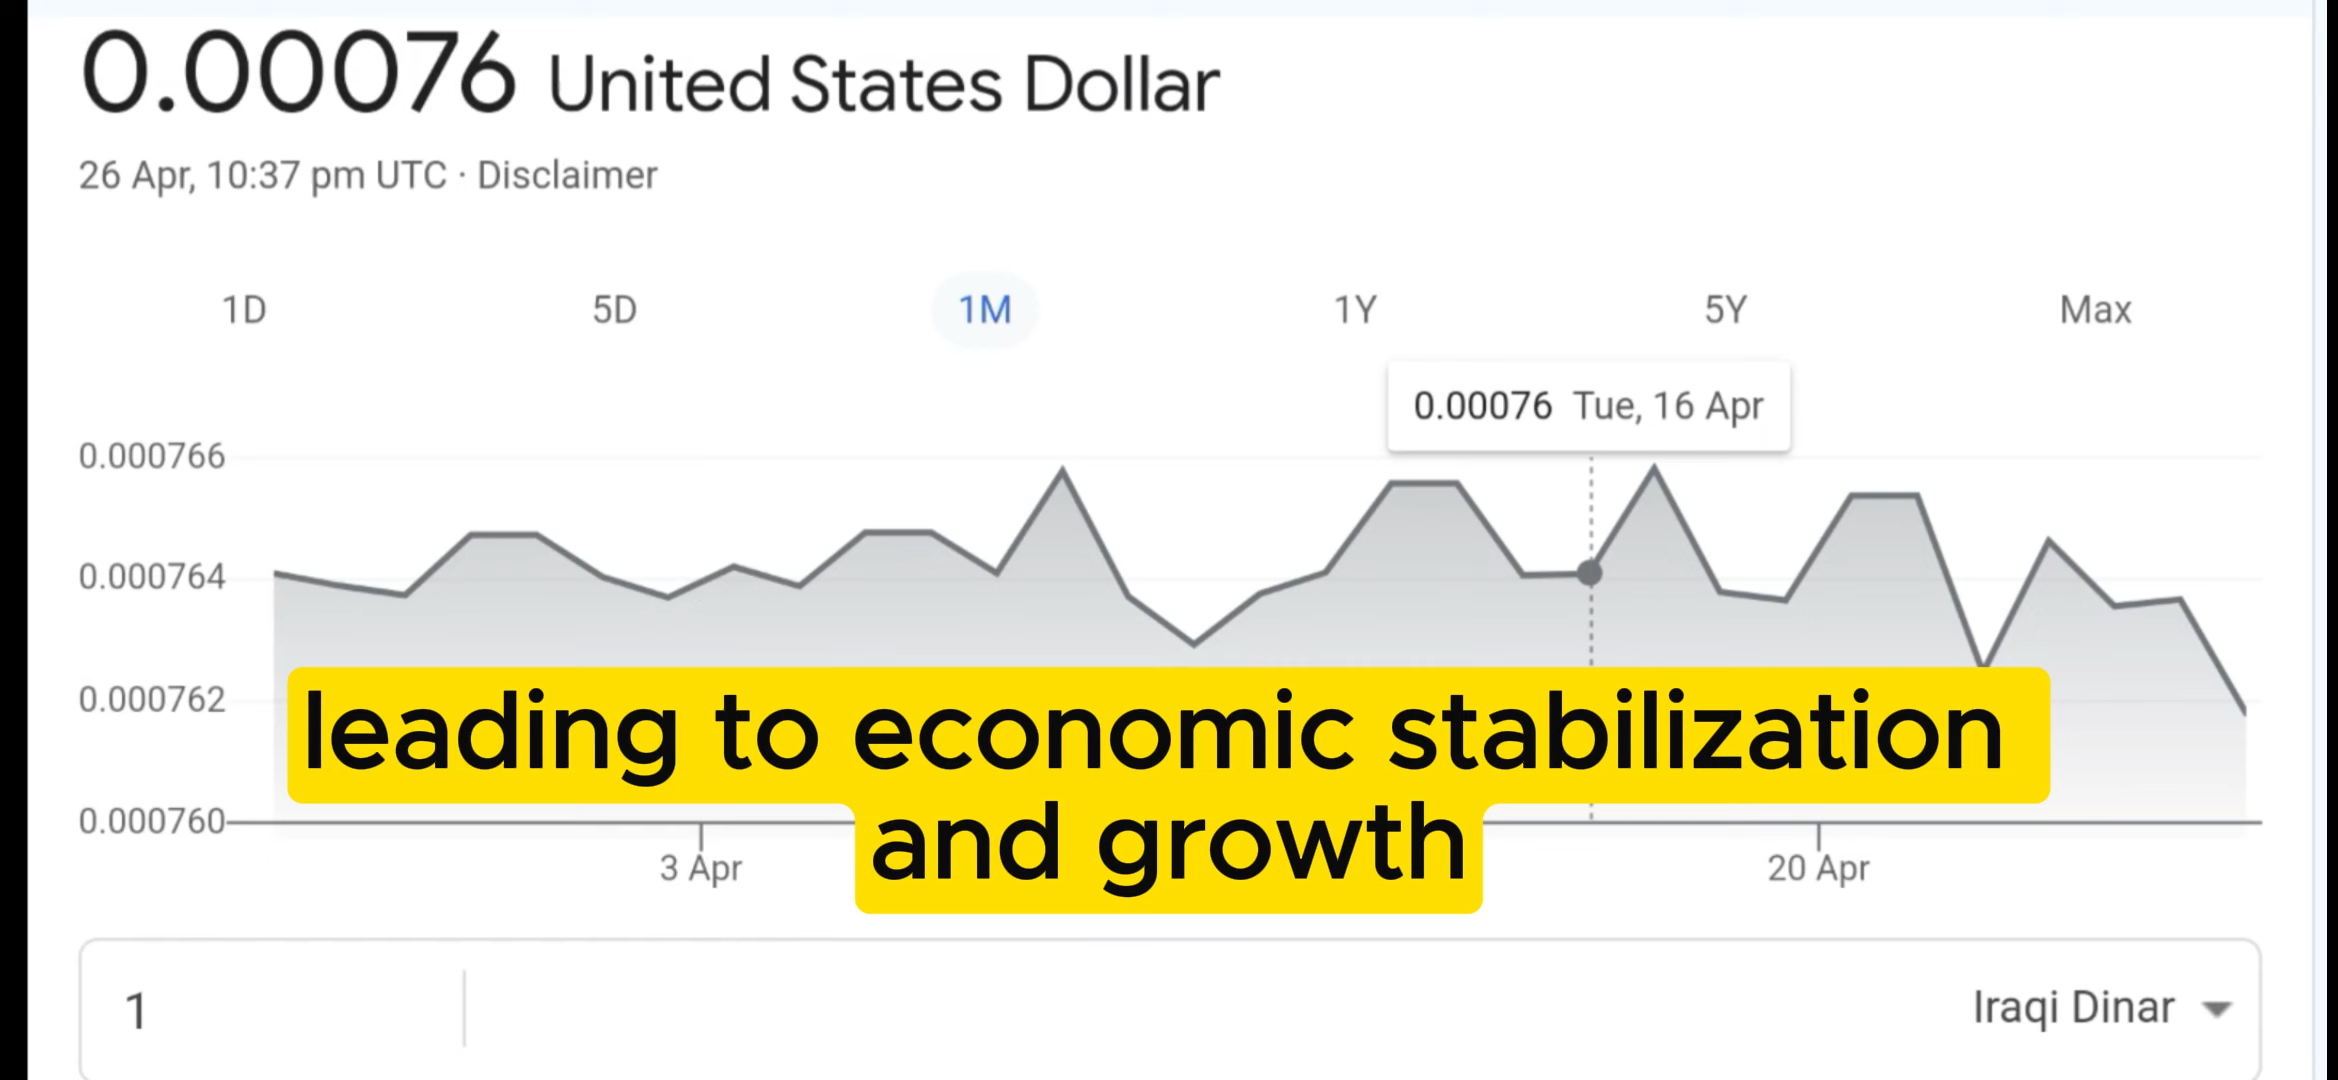 0.00076 United States Dollar
26 Apr, 10:37 pm UTC · Disclaimer
1D 5D 1M 1Y 5Y Max
0.00076 Tue, 16 Apr
0.000766
0.000764
0.000762
0.000760
leading to economic stabilization
and growth
3 Apr 20 Apr
1 Iraqi Dinar